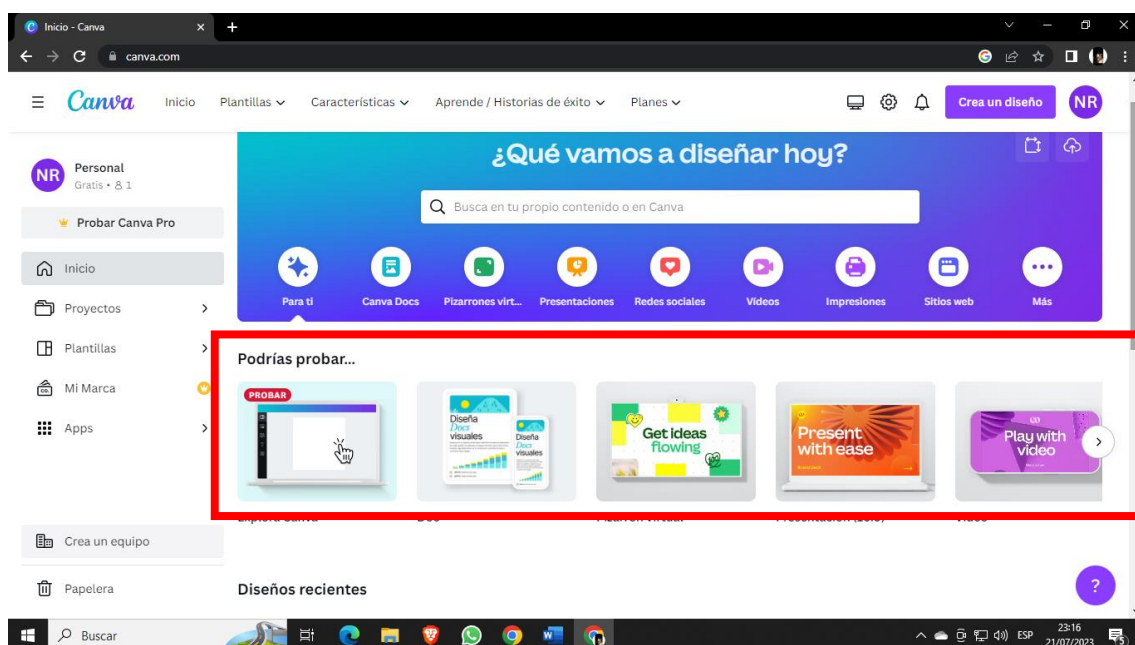 Inicio - Canva
canva.com
Canva
Inicio
Plantillas
Características
Aprende / Historias de éxito
Planes
Crea un diseño
NR
NR
Personal
Gratis • 1
Probar Canva Pro
Inicio
Proyectos
Plantillas
Mi Marca
CO.
Apps
Crea un equipo
Papelera
¿Qué vamos a diseñar hoy?
Busca en tu propio contenido o en Canva
Para ti
Canva Docs
Pizarrones virt...
Presentaciones
Redes sociales
Vídeos
Impresiones
Sitios web
Más
Podrías probar...
PROBAR
Diseña
Docs
visuales
Diseña
Docs
visuales
Get ideas
flowing
Present
with ease
Play with
video
Diseños recientes
?
Buscar
ESP
23:16
21/07/2023
5